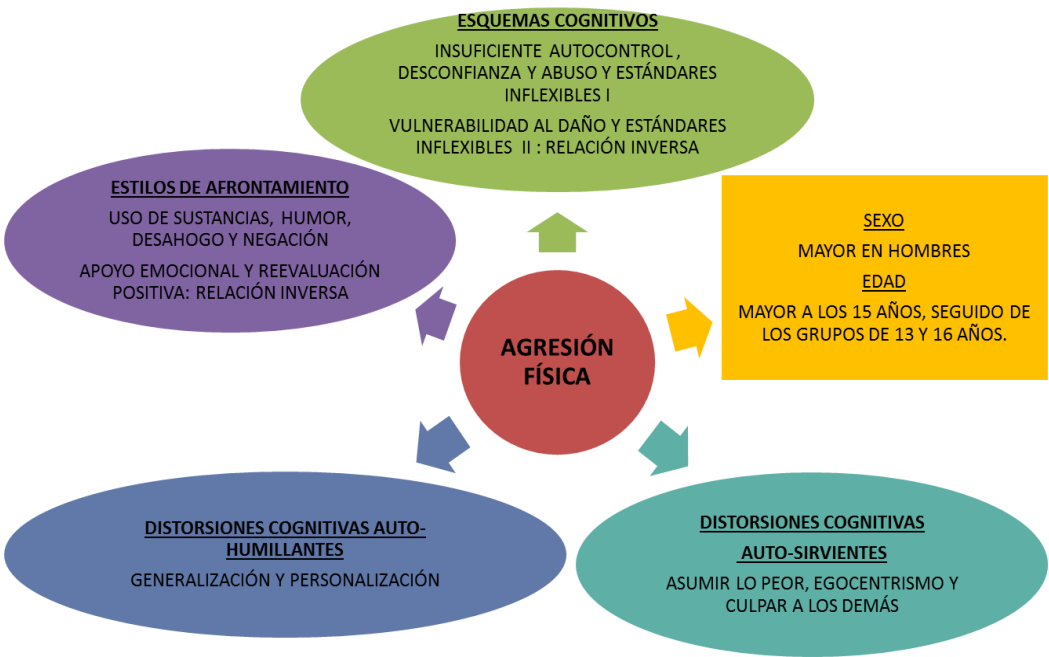 ESQUEMAS COGNITIVOS
INSUFICIENTE AUTOCONTROL ,
DESCONFIANZA Y ABUSO Y ESTÁNDARES
INFLEXIBLES I
VULNERABILIDAD AL DAÑO Y ESTÁNDARES
INFLEXIBLES II : RELACIÓN INVERSA
ESTILOS DE AFRONTAMIENTO
USO DE SUSTANCIAS, HUMOR,
DESAHOGO Y NEGACIÓN
APOYO EMOCIONAL Y REEVALUACIÓN
POSITIVA: RELACIÓN INVERSA
SEXO
MAYOR EN HOMBRES
EDAD
MAYOR A LOS 15 AÑOS, SEGUIDO DE
LOS GRUPOS DE 13 Y 16 AÑOS.
AGRESIÓN
FÍSICA
DISTORSIONES COGNITIVAS AUTO-
HUMILLANTES
GENERALIZACIÓN Y PERSONALIZACIÓN
DISTORSIONES COGNITIVAS
AUTO-SIRVIENTES
ASUMIR LO PEOR, EGOCENTRISMO Y
CULPAR A LOS DEMÁS